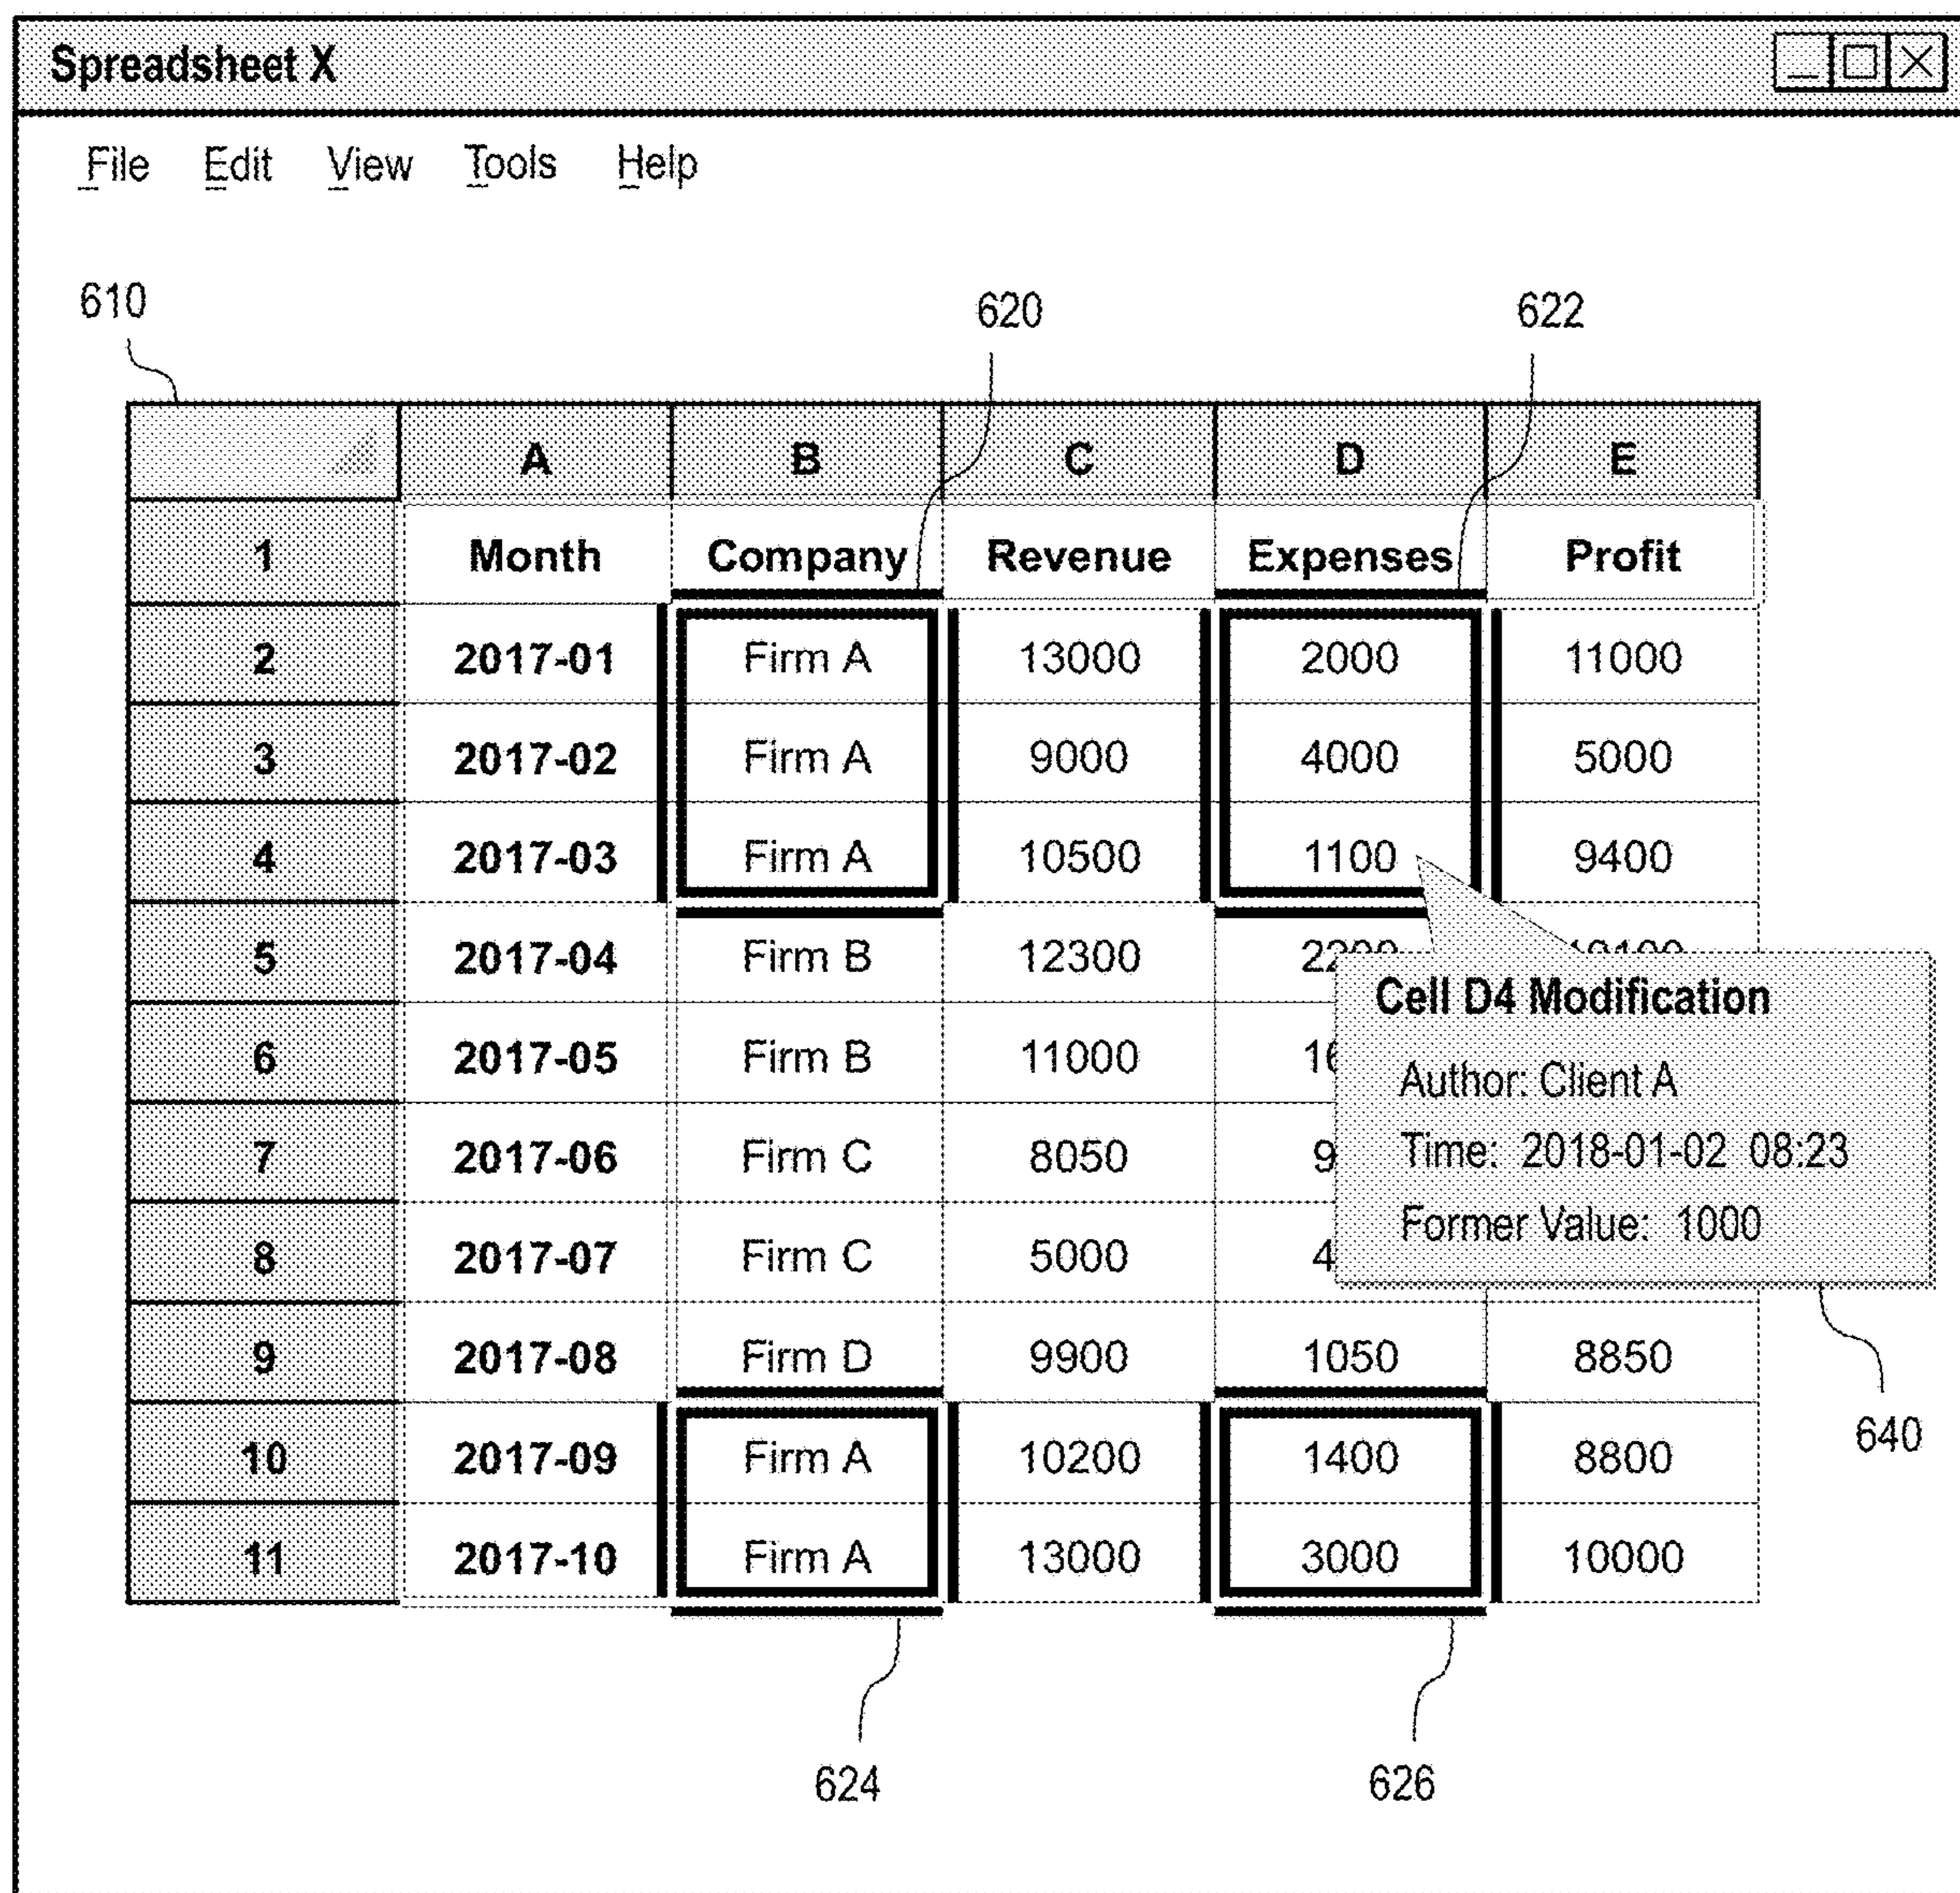 Spreadsheet X
File Edit View Tools Help
610 620 622
A B C D E
1 Month Company Revenue Expenses Profit
2 2017-01 Firm A 13000 2000 11000
3 2017-02 Firm A 9000 4000 5000
4 2017-03 Firm A 10500 1100 9400
5 2017-04 Firm B 12300
Cell D4 Modification
6 2017-05 Firm B 11000
Author: Client A
7 2017-06 Firm C 8050
Time: 2018-01-02 08:23
8 2017-07 Firm C 5000
Former Value: 1000
9 2017-08 Firm D 9900 1050 8850
10 2017-09 Firm A 10200 1400 8800
640
11 2017-10 Firm A 13000 3000 10000
624 626